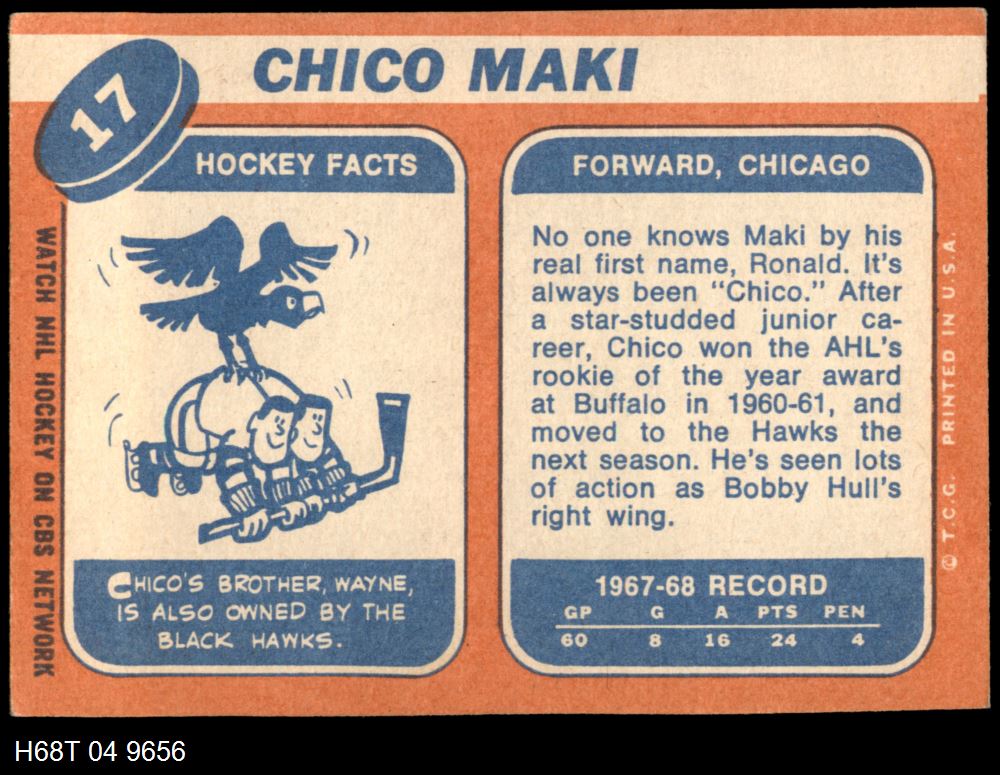 17
CHICO MAKI
HOCKEY FACTS
CHICO'S BROTHER, WAYNE,
IS ALSO OWNED BY THE
BLACK HAWKS.
FORWARD, CHICAGO
No one knows Maki by his
real first name, Ronald. It's
always been "Chico." After
a star-studded junior ca-
reer, Chico won the AHL's
rookie of the year award
at Buffalo in 1960-61, and
moved to the Hawks the
next season. He's seen lots
of action as Bobby Hull's
right wing.
1967-68 RECORD
GP G A PTS PEN
60 8 16 24 4
WATCH NHL HOCKEY ON CBS NETWORK
© T.C.G. PRINTED IN U.S.A.
H68T 04 9656